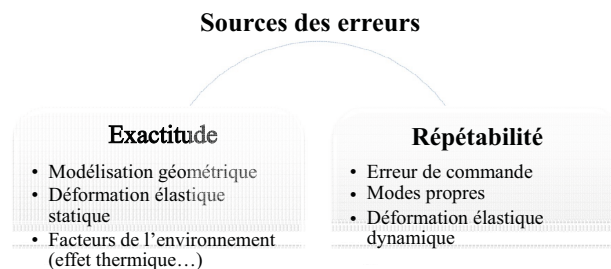 Sources des erreurs
Exactitude
• Modélisation géométrique
• Déformation élastique
statique
• Facteurs de l'environnement
(effet thermique…)
Répétabilité
• Erreur de commande
• Modes propres
• Déformation élastique
dynamique